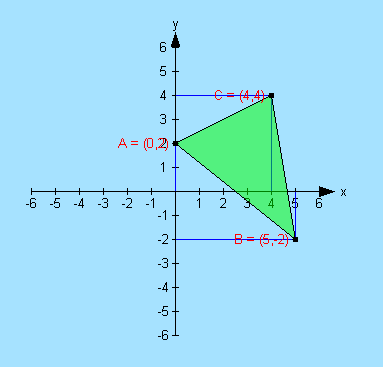 y
6
5
C = (4,4)
4
3
A = (0,2)
2
1
x
-6 -5 -4 -3 -2 -1 1 2 3 4 5 6
-1
B = (5,-2)
-2
-3
-4
-5
-6